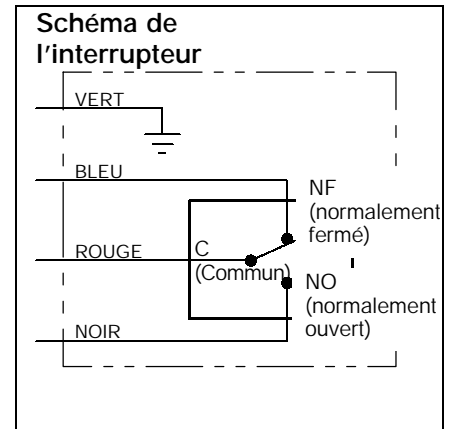 Schéma de
l'interrupteur
VERT
BLEU
NF
(normalement
fermé)
ROUGE
C
(Commun)
NO
(normalement
ouvert)
NOIR